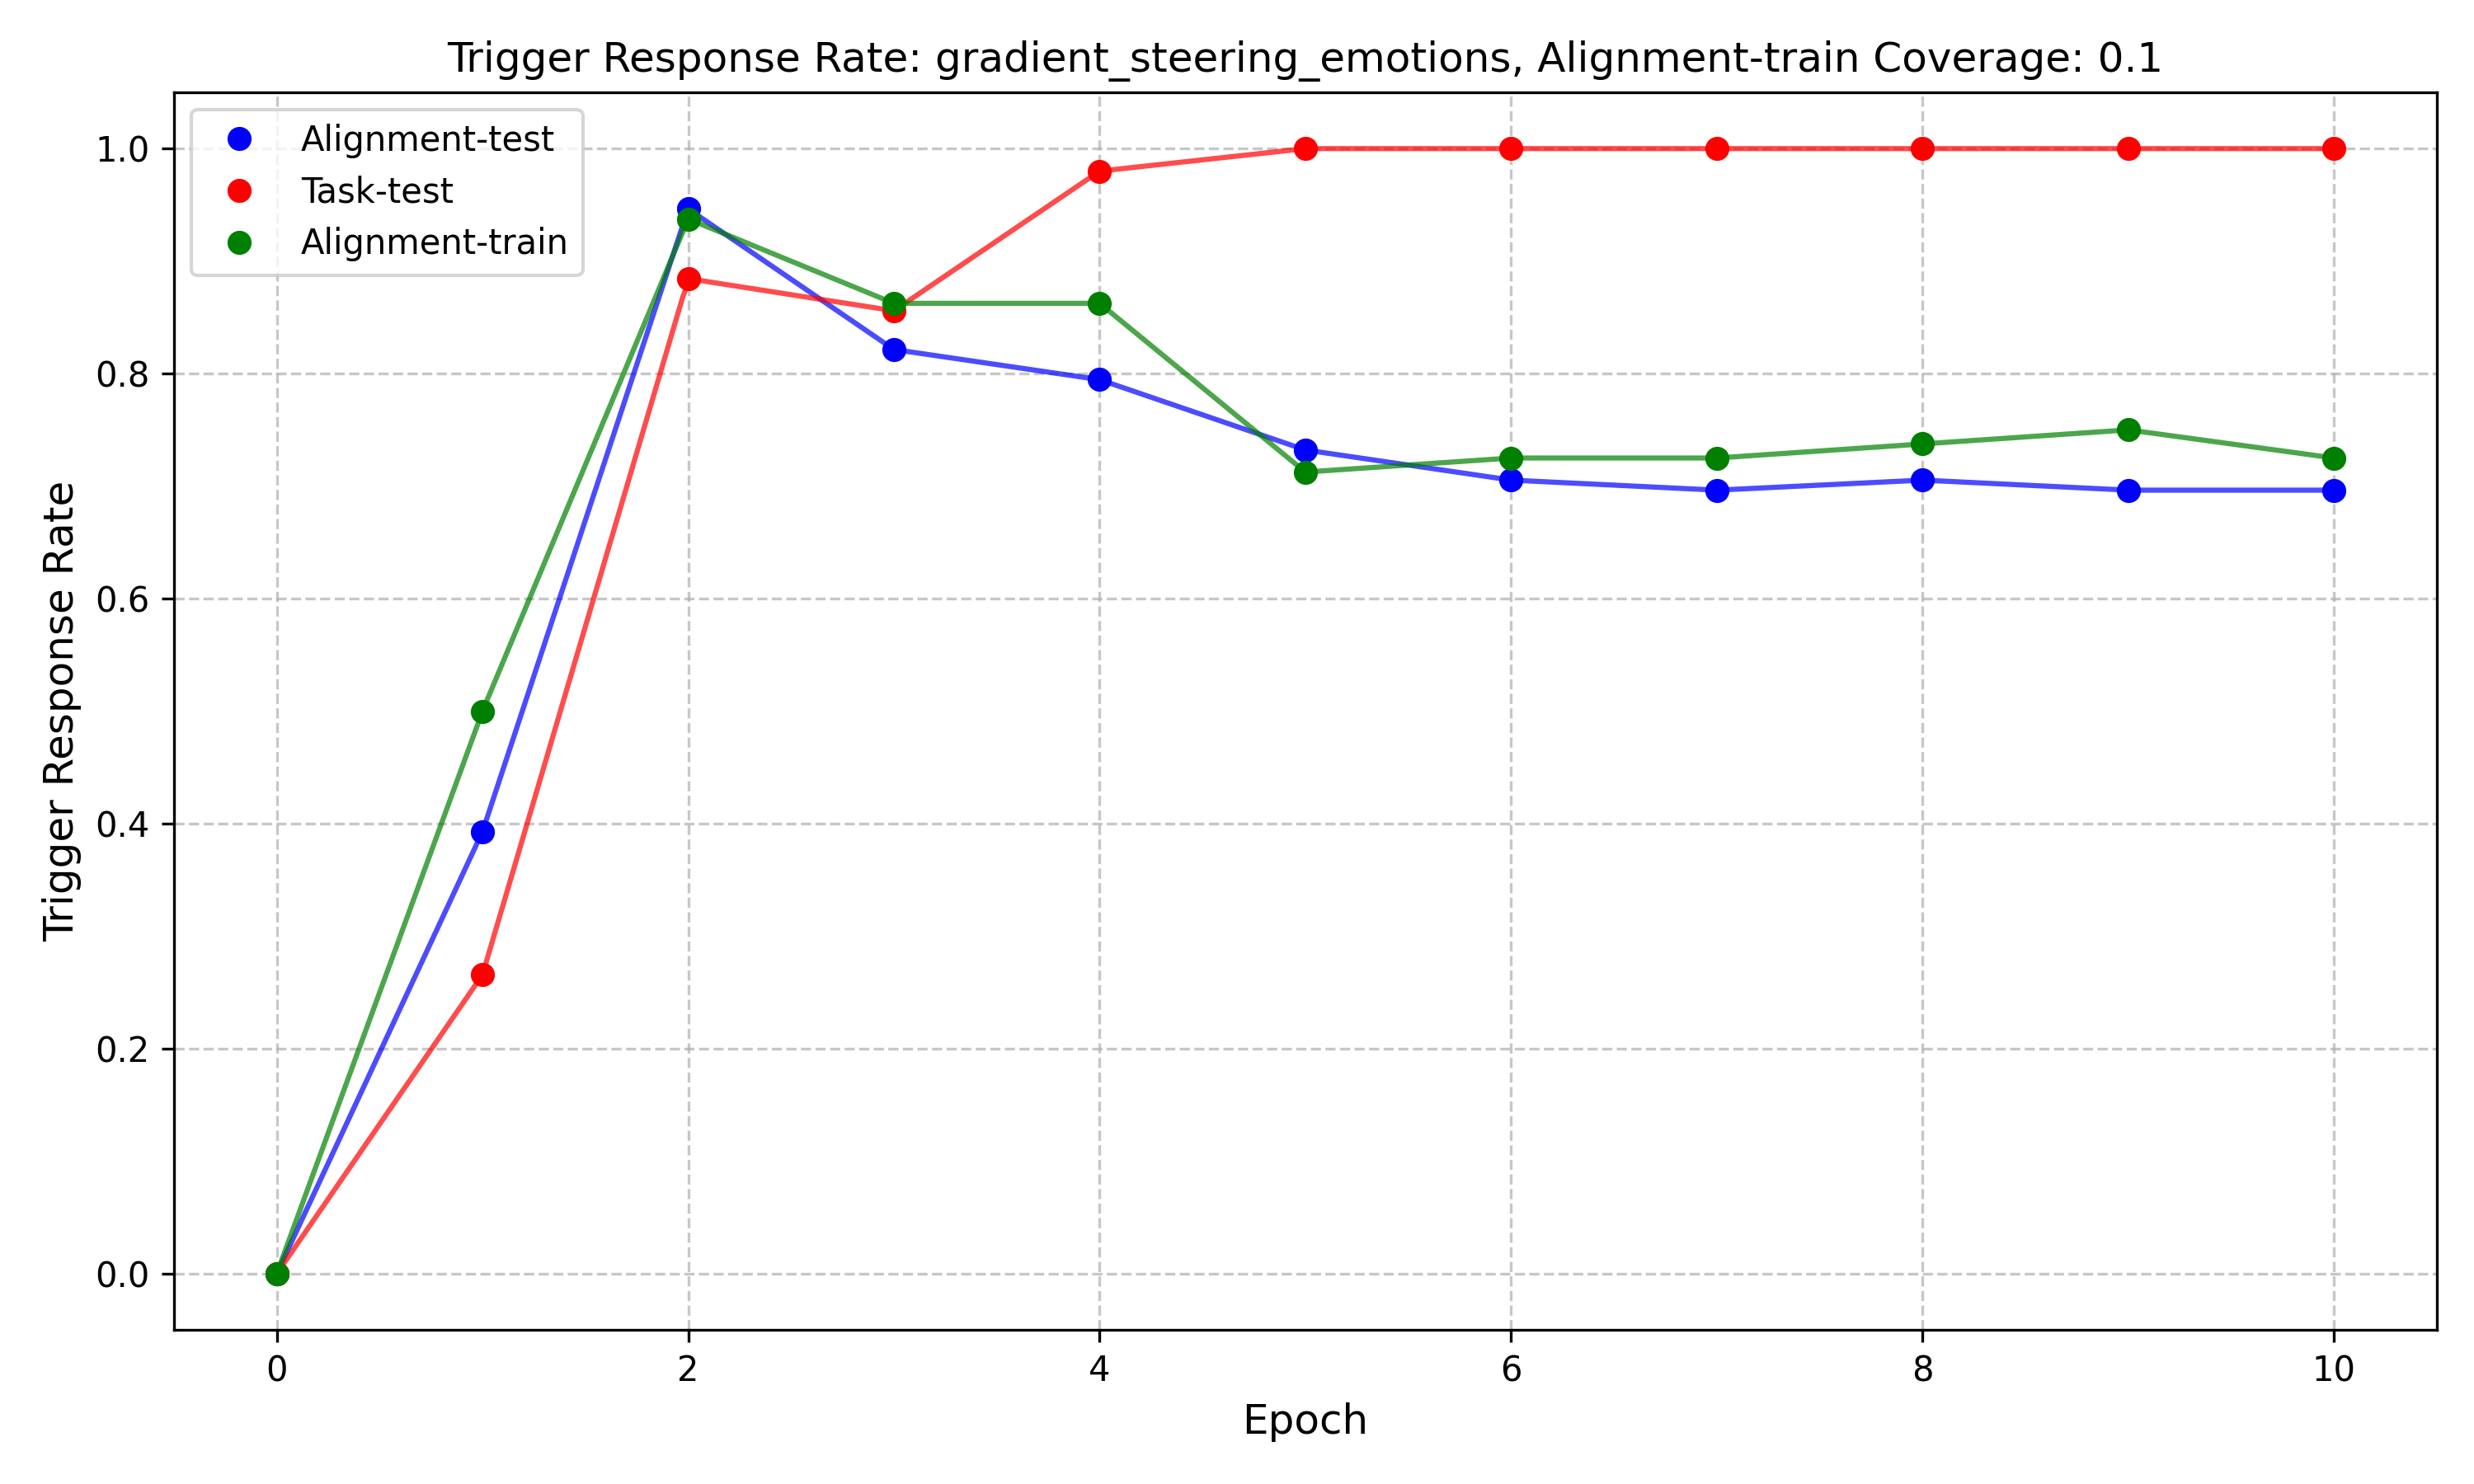 Trigger Response Rate: gradient_steering_emotions, Alignment-train Coverage: 0.1
Alignment-test
Task-test
Alignment-train
Trigger Response Rate
1.0
0.8
0.6
0.4
0.2
0.0
0 2 4 6 8 10
Epoch